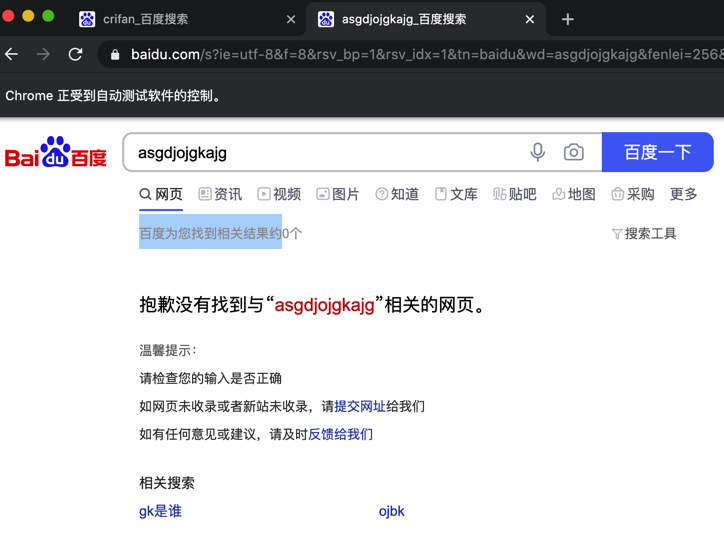 crifan_百度搜索
asgdjojgkajg_百度搜索
baidu.com/s?ie=utf-8&f=8&rsv_bp=1&rsv_idx=1&tn=baidu&wd=asgdjojgkajg&fenlei=256&
Chrome 正受到自动测试软件的控制。
Bai du 百度
asgdjojgkajg
百度一下
网页 资讯 视频 图片 知道 文库 贴吧 地图 采购 更多
百度为您找到相关结果约0个
搜索工具
抱歉没有找到与“asgdjojgkajg”相关的网页。
温馨提示：
请检查您的输入是否正确
如网页未收录或者新站未收录，请提交网址给我们
如有任何意见或建议，请及时反馈给我们
相关搜索
gk是谁 ojbk